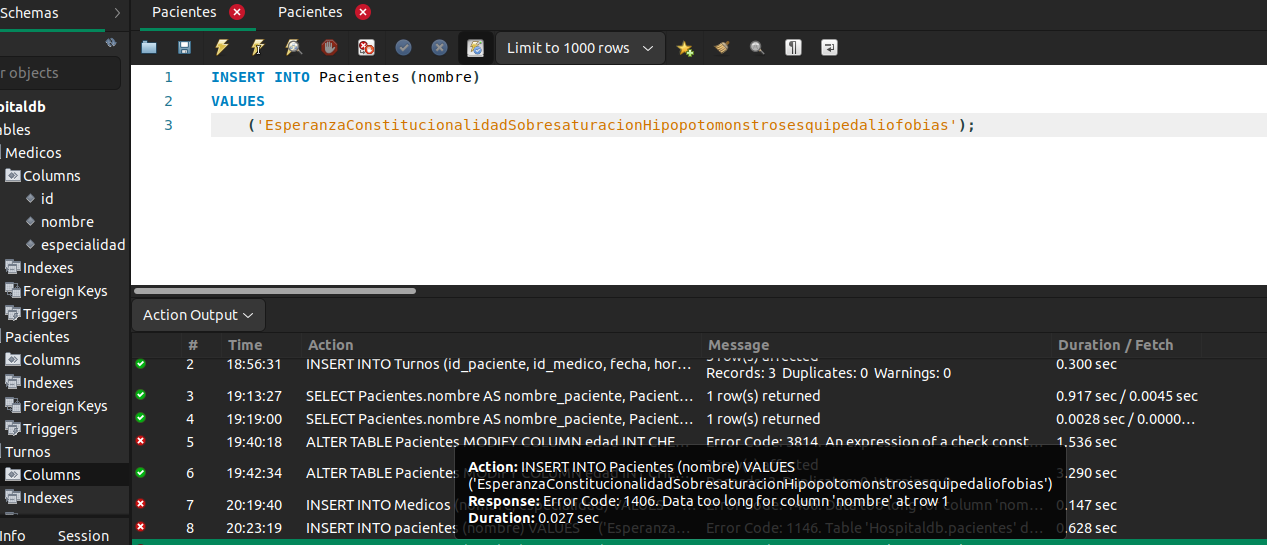 Schemas
Pacientes
Pacientes
Limit to 1000 rows
r objects
pitaldb
bles
Medicos
Columns
id
nombre
especialidad
Indexes
Foreign Keys
Triggers
Pacientes
Columns
Indexes
Foreign Keys
Triggers
Turnos
Columns
Indexes
Info Session
1 INSERT INTO Pacientes (nombre)
2 VALUES
3 ('EsperanzaConstitucionalidadSobresaturacionHipopotomonstrosesquipedaliofobias');
Action Output
# Time Action Message Duration / Fetch
2 18:56:31 INSERT INTO Turnos (id_paciente, id_medico, fecha, hor... 3 row(s) affected
Records: 3 Duplicates: 0 Warnings: 0 0.300 sec
3 19:13:27 SELECT Pacientes.nombre AS nombre_paciente, Pacient... 1 row(s) returned 0.917 sec / 0.0045 sec
4 19:19:00 SELECT Pacientes.nombre AS nombre_paciente, Pacient... 1 row(s) returned 0.0028 sec / 0.0000...
5 19:40:18 ALTER TABLE Pacientes MODIFY COLUMN edad INT CHE... Error Code: 3814. An expression of a check const... 1.536 sec
6 19:42:34 ALTER TABLE Pacientes 3.290 sec
7 20:19:40 INSERT INTO Medicos 0.147 sec
8 20:23:19 INSERT INTO pacientes (nombre) VALUES ('Esperanza... Error Code: 1146. Table 'Hospitaldb.pacientes' d... 0.628 sec
Action: INSERT INTO Pacientes (nombre) VALUES
('EsperanzaConstitucionalidadSobresaturacionHipopotomonstrosesquipedaliofobias')
Response: Error Code: 1406. Data too long for column 'nombre' at row 1
Duration: 0.027 sec